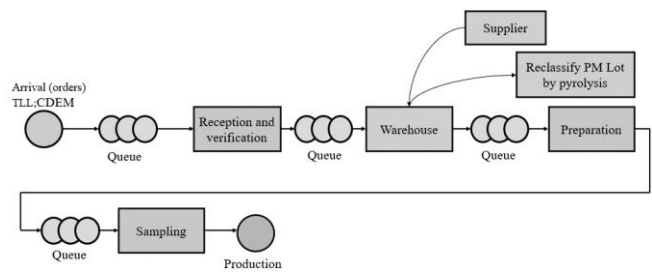 Supplier
Reclassify PM Lot
by pyrolysis
Arrival (orders)
TLL;CDEM
Reception and
verification
Warehouse
Preparation
Queue
Queue
Queue
Sampling
Queue
Production